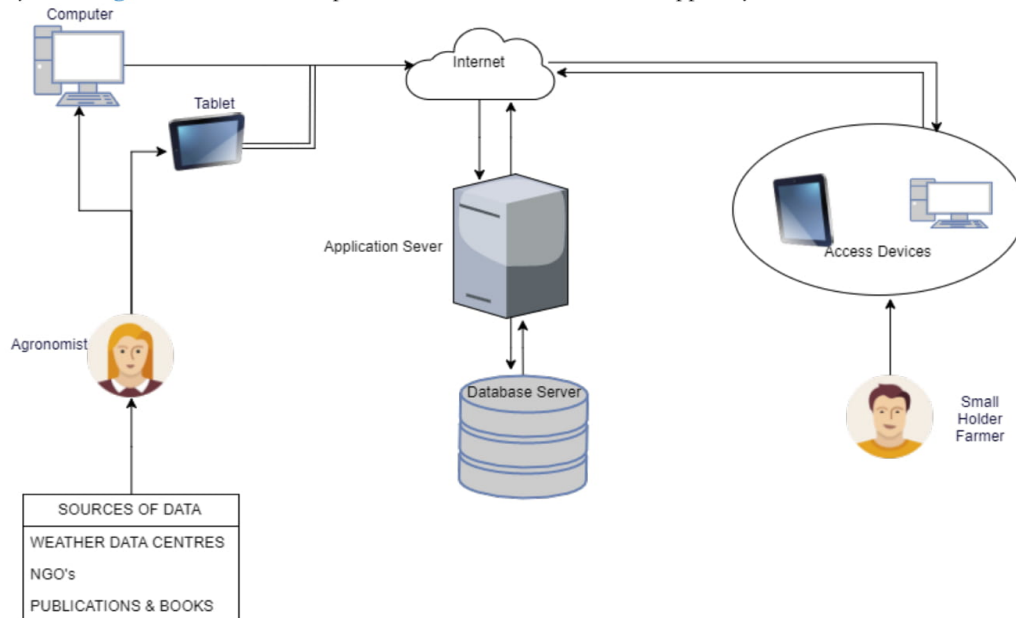 Computer
Internet
Tablet
Application Sever
Access Devices
Agronomist
Database Server
Small
Holder
Farmer
SOURCES OF DATA
WEATHER DATA CENTRES
NGO's
PUBLICATIONS & BOOKS